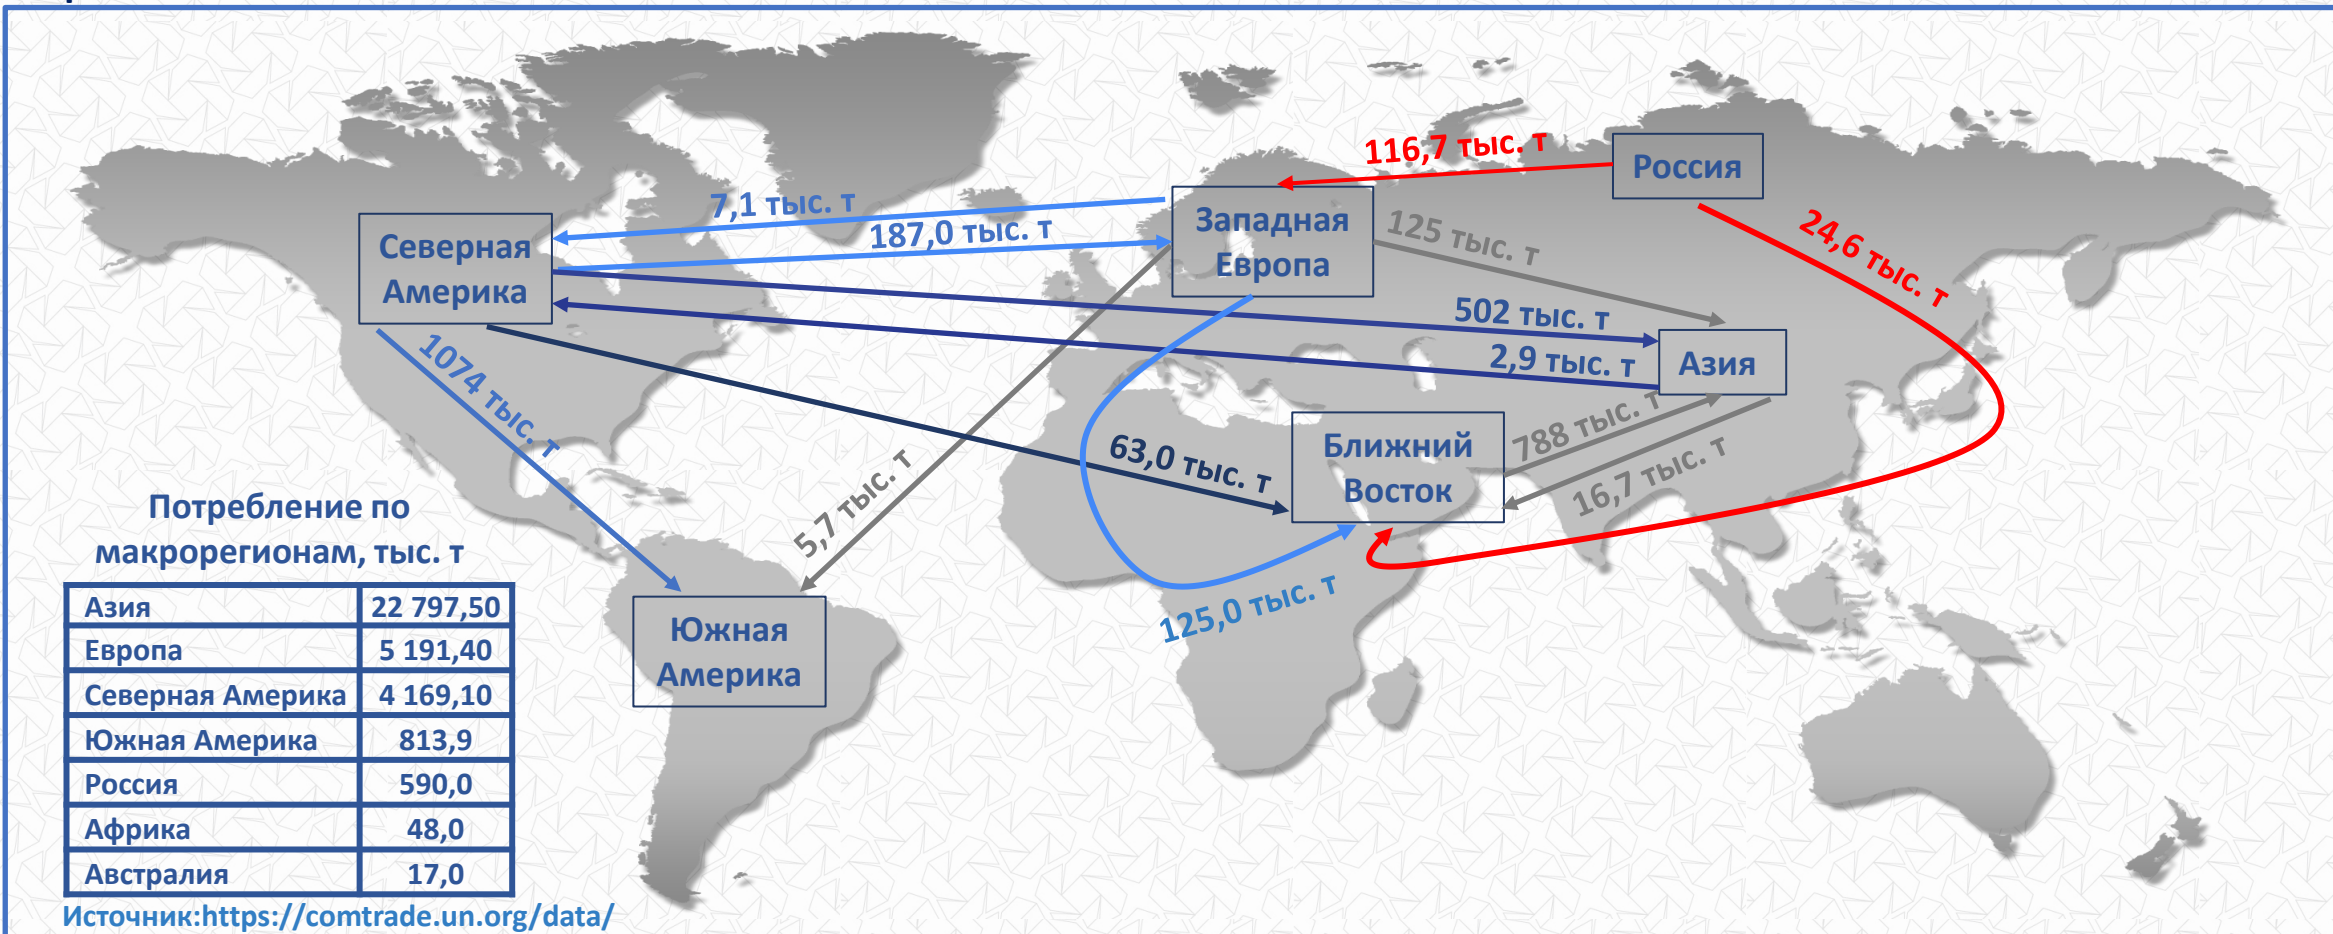 116,7 тыс. т
Россия
7,1 тыс. т
187,0 тыс. т
Западная
Европа
125 тыс. т
24,6 тыс. т
Северная
Америка
502 тыс. т
2,9 тыс. т
Азия
1074 тыс. т
63,0 тыс. т
Ближний
Восток
788 тыс. т
16,7 тыс. т
5,7 тыс. т
125,0 тыс. т
Южная
Америка
Потребление по
макрорегионам, тыс. т
Азия 22 797,50
Европа 5 191,40
Северная Америка 4 169,10
Южная Америка 813,9
Россия 590,0
Африка 48,0
Австралия 17,0
Источник:https://comtrade.un.org/data/